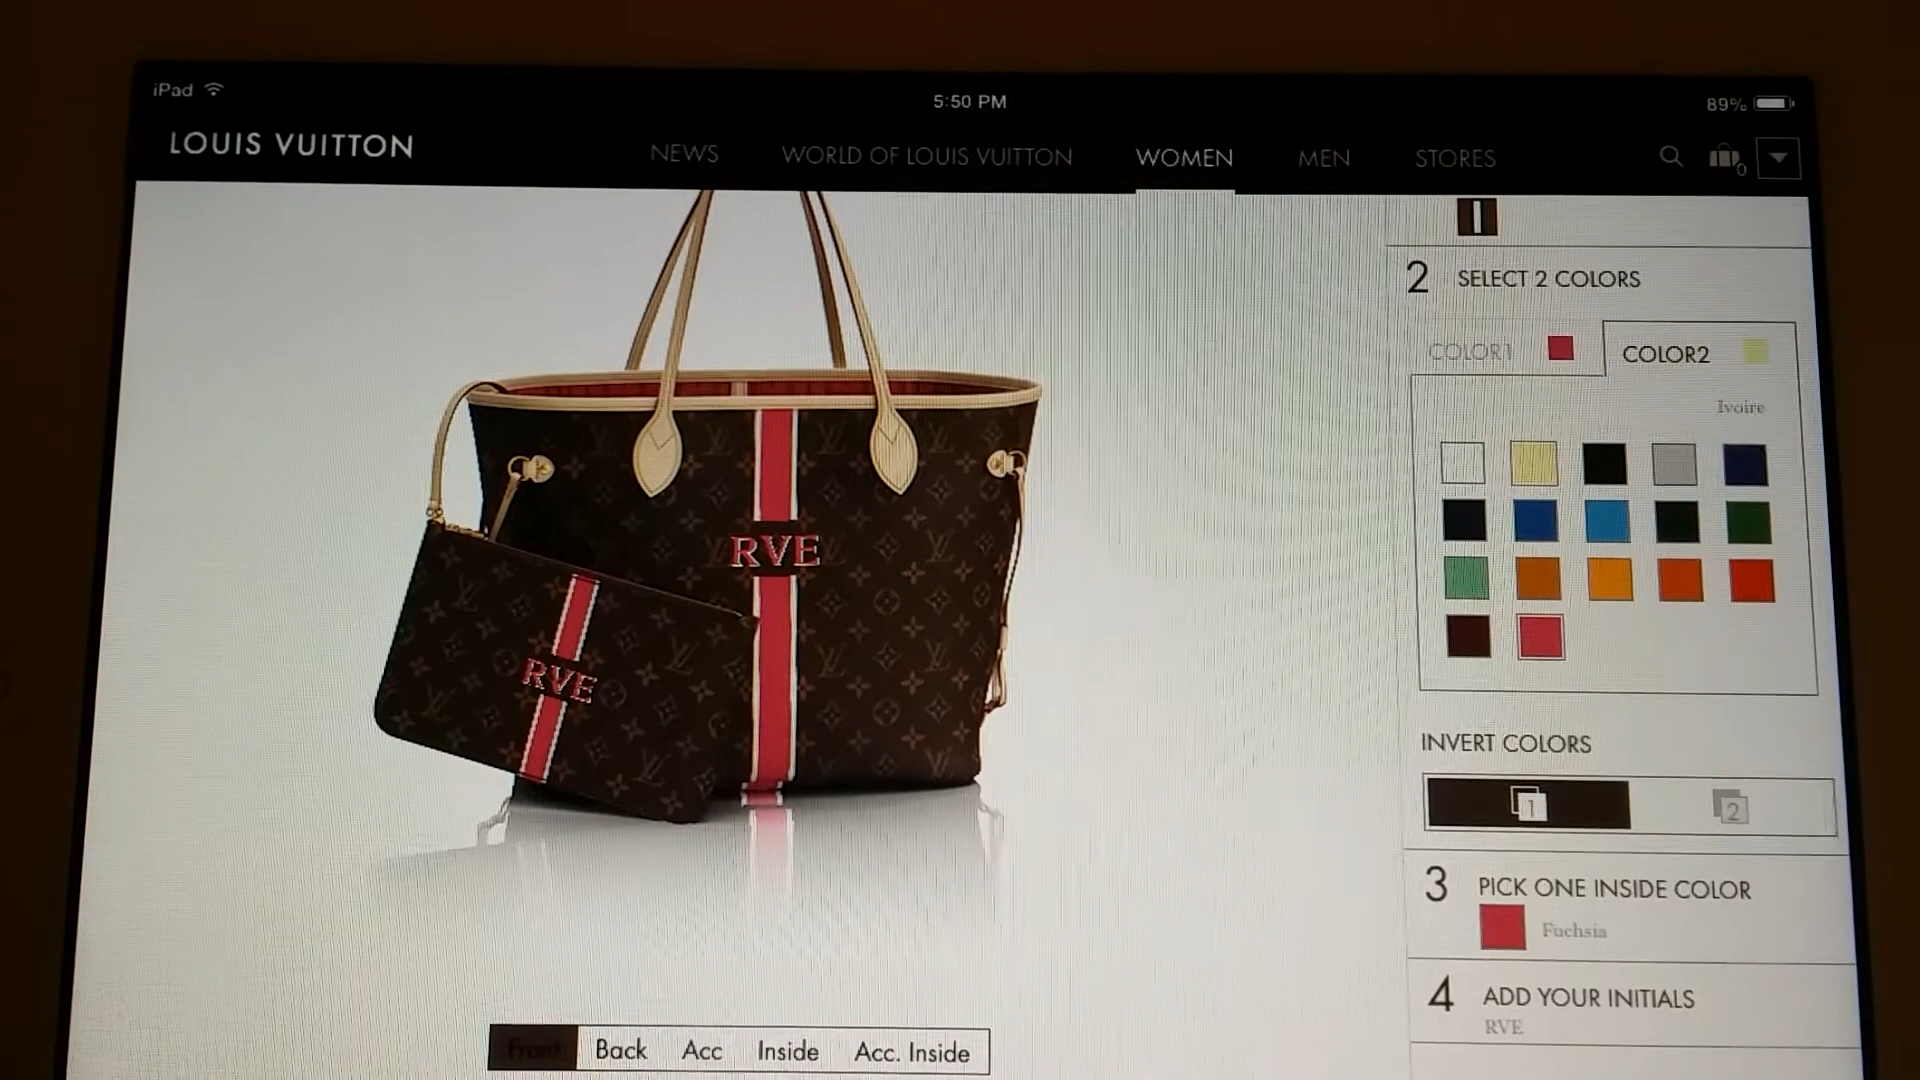 iPad
5:50 PM
89%
LOUIS VUITTON
NEWS
WORLD OF LOUIS VUITTON
WOMEN
MEN
STORES
0
2 SELECT 2 COLORS
COLOR1
COLOR2
Ivoire
RVE
RVE
INVERT COLORS
1
2
3 PICK ONE INSIDE COLOR
Fuchsia
4 ADD YOUR INITIALS
RVE
Front
Back
Acc
Inside
Acc. Inside